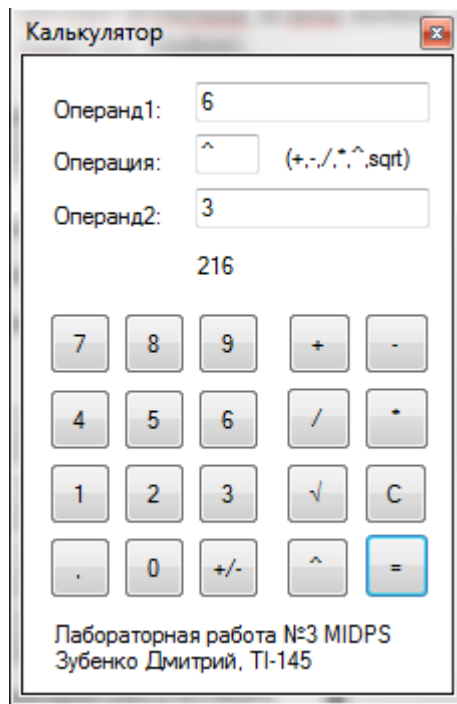 Калькулятор
Операнд1: 6
Операция: ^ (+,-,/,*,^,sqrt)
Операнд2: 3
216
7 8 9 + -
4 5 6 / *
1 2 3 √ C
, 0 +/- ^ =
Лабораторная работа №3 MIDPS
Зубенко Дмитрий, TI-145